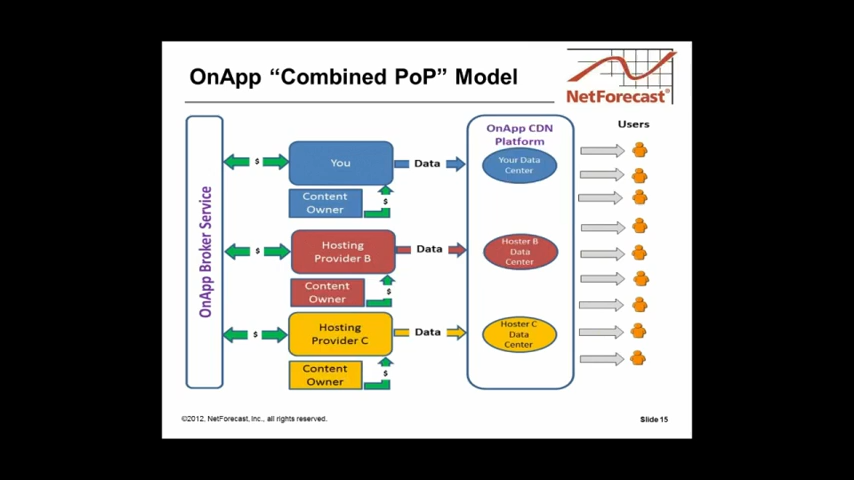 OnApp “Combined PoP” Model
NetForecast®
OnApp CDN
Platform
Users
OnApp Broker Service
$
You
Data
Your Data
Center
Content
Owner
$
$
Hosting
Provider B
Data
Hoster B
Data
Center
Content
Owner
$
$
Hosting
Provider C
Data
Hoster C
Data
Center
Content
Owner
$
©2012, NetForecast, Inc., all rights reserved.
Slide 15